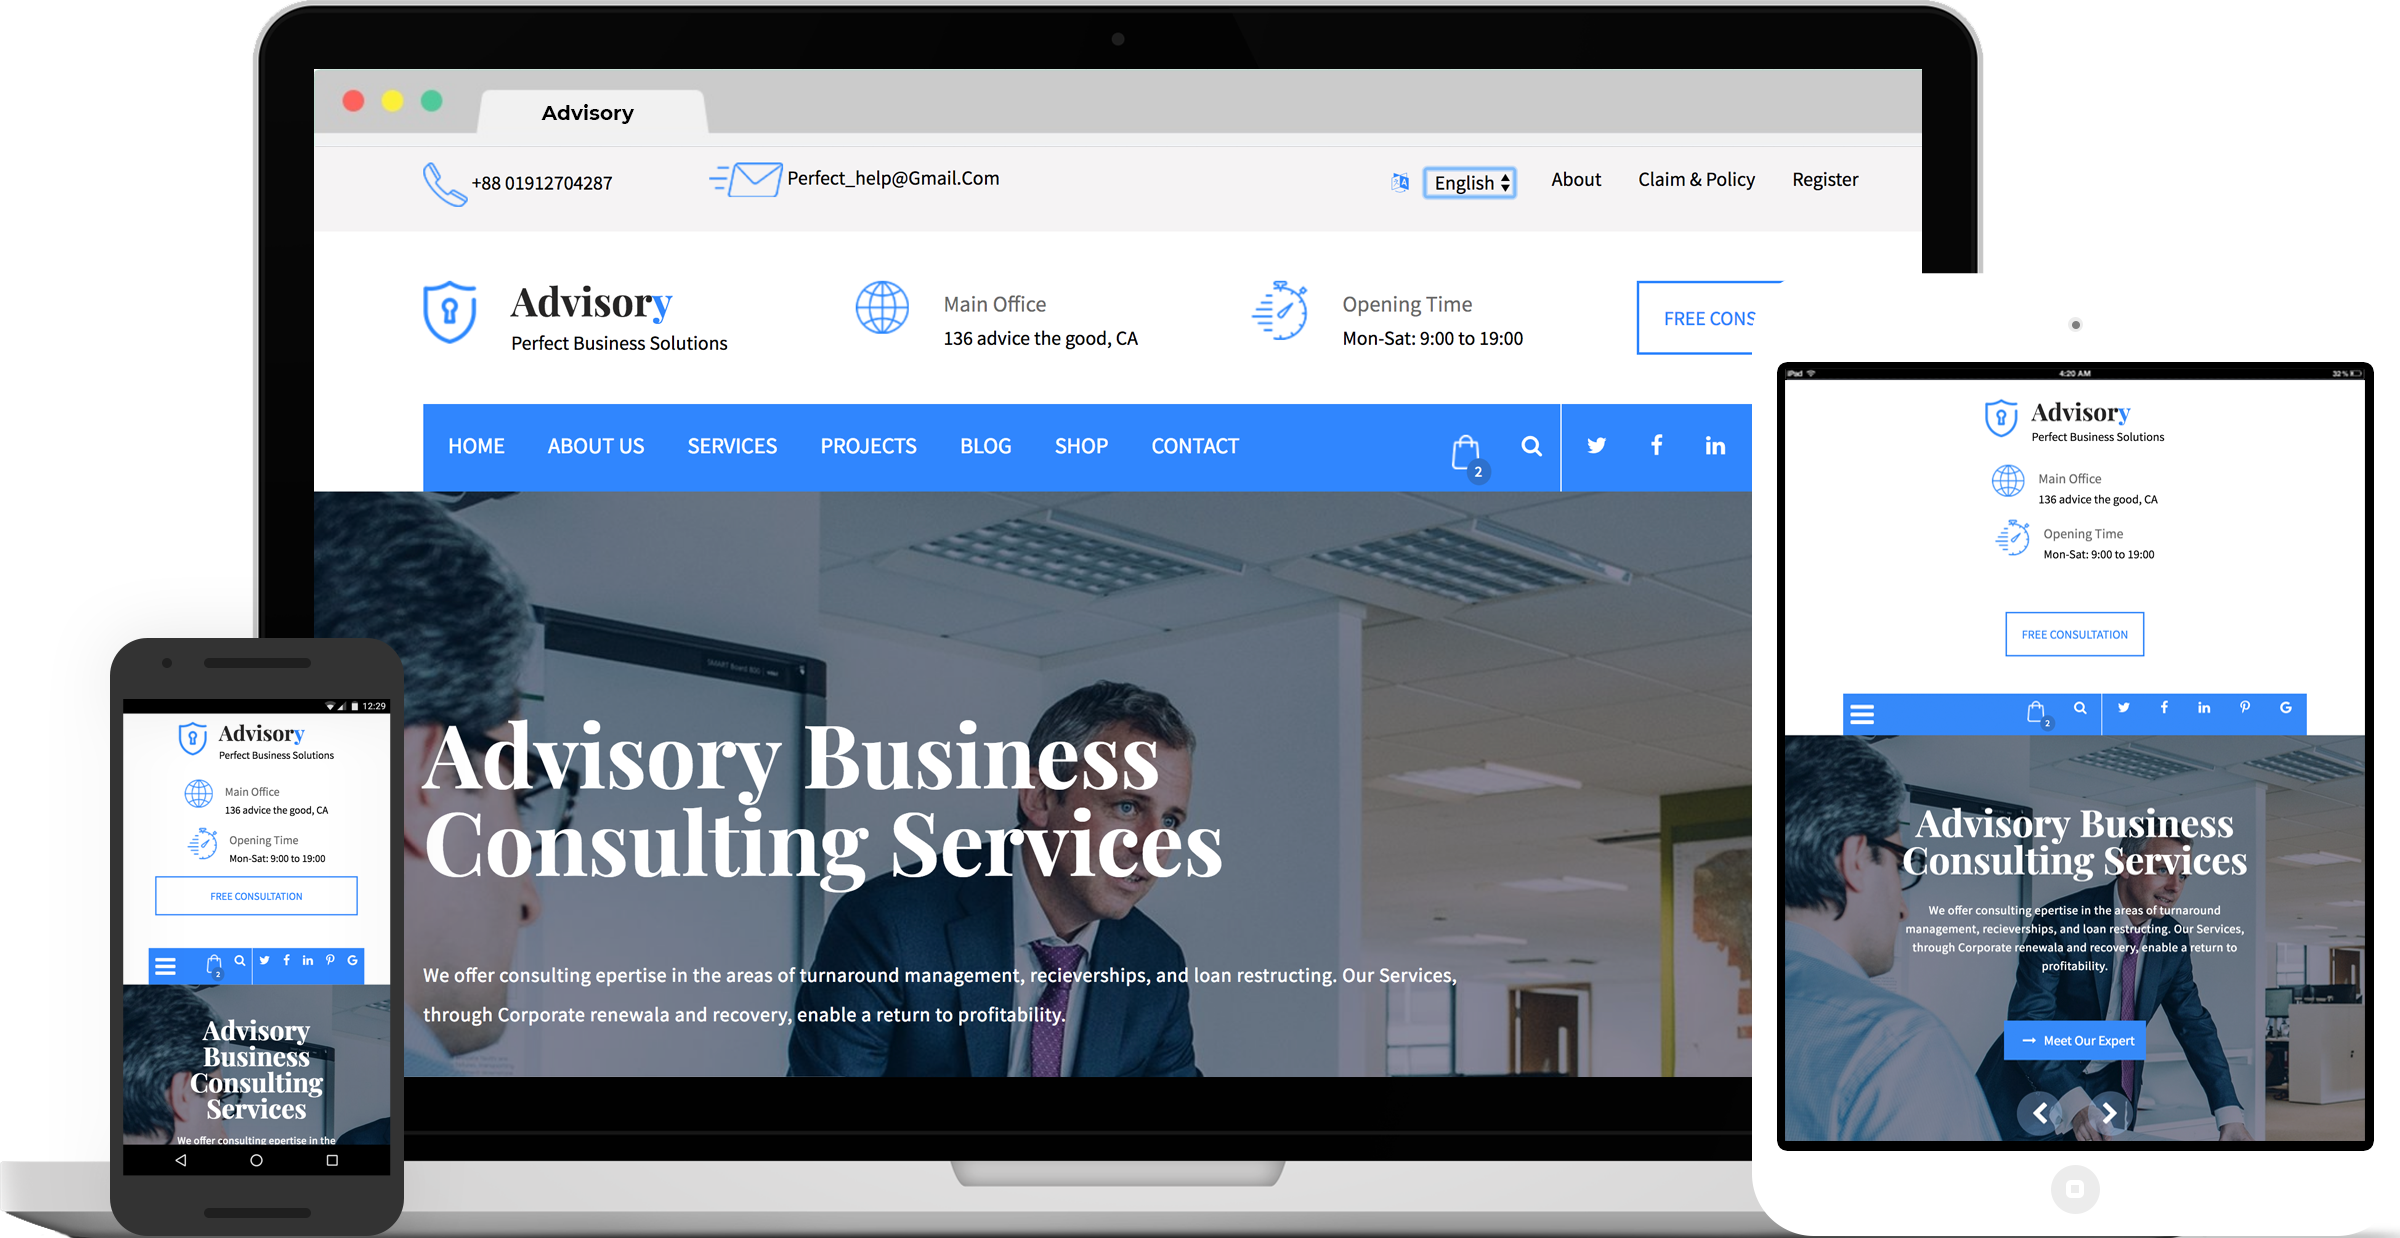 Advisory
+88 01912704287
Perfect_help@Gmail.Com
English
About
Claim & Policy
Register
Advisory
Perfect Business Solutions
Main Office
136 advice the good, CA
Opening Time
Mon-Sat: 9:00 to 19:00
FREE CONS
HOME
ABOUT US
SERVICES
PROJECTS
BLOG
SHOP
CONTACT
2
SMART Board 800
Advisory Business
Consulting Services
We offer consulting epertise in the areas of turnaround management, recieverships, and loan restructing. Our Services,
through Corporate renewala and recovery, enable a return to profitability.
12:29
Advisory
Perfect Business Solutions
Main Office
136 advice the good, CA
Opening Time
Mon-Sat: 9:00 to 19:00
FREE CONSULTATION
2
Advisory
Business
Consulting
Services
We offer consulting epertise in the
iPad
4:20 AM
32%
Advisory
Perfect Business Solutions
Main Office
136 advice the good, CA
Opening Time
Mon-Sat: 9:00 to 19:00
FREE CONSULTATION
2
Advisory Business
Consulting Services
We offer consulting epertise in the areas of turnaround
management, recieverships, and loan restructing. Our Services,
through Corporate renewala and recovery, enable a return to
profitability.
Meet Our Expert